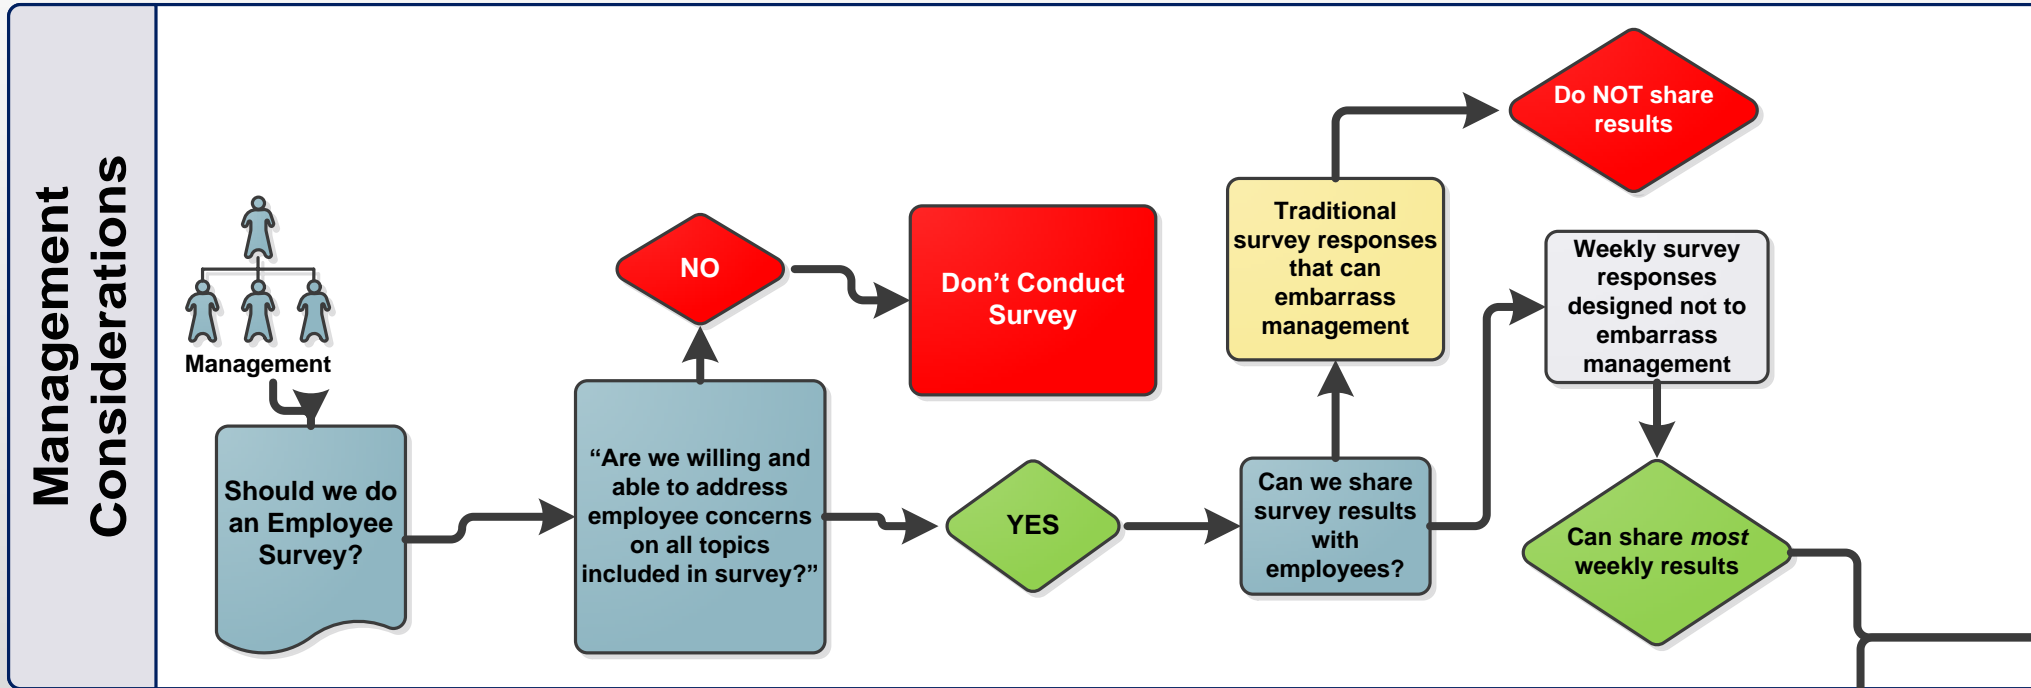 Management
Considerations
Management
Should we do
an Employee
Survey?
“Are we willing and
able to address
employee concerns
on all topics
included in survey?”
NO
Don’t Conduct
Survey
YES
Can we share
survey results
with
employees?
Traditional
survey responses
that can
embarrass
management
Do NOT share
results
Weekly survey
responses
designed not to
embarrass
management
Can share most
weekly results